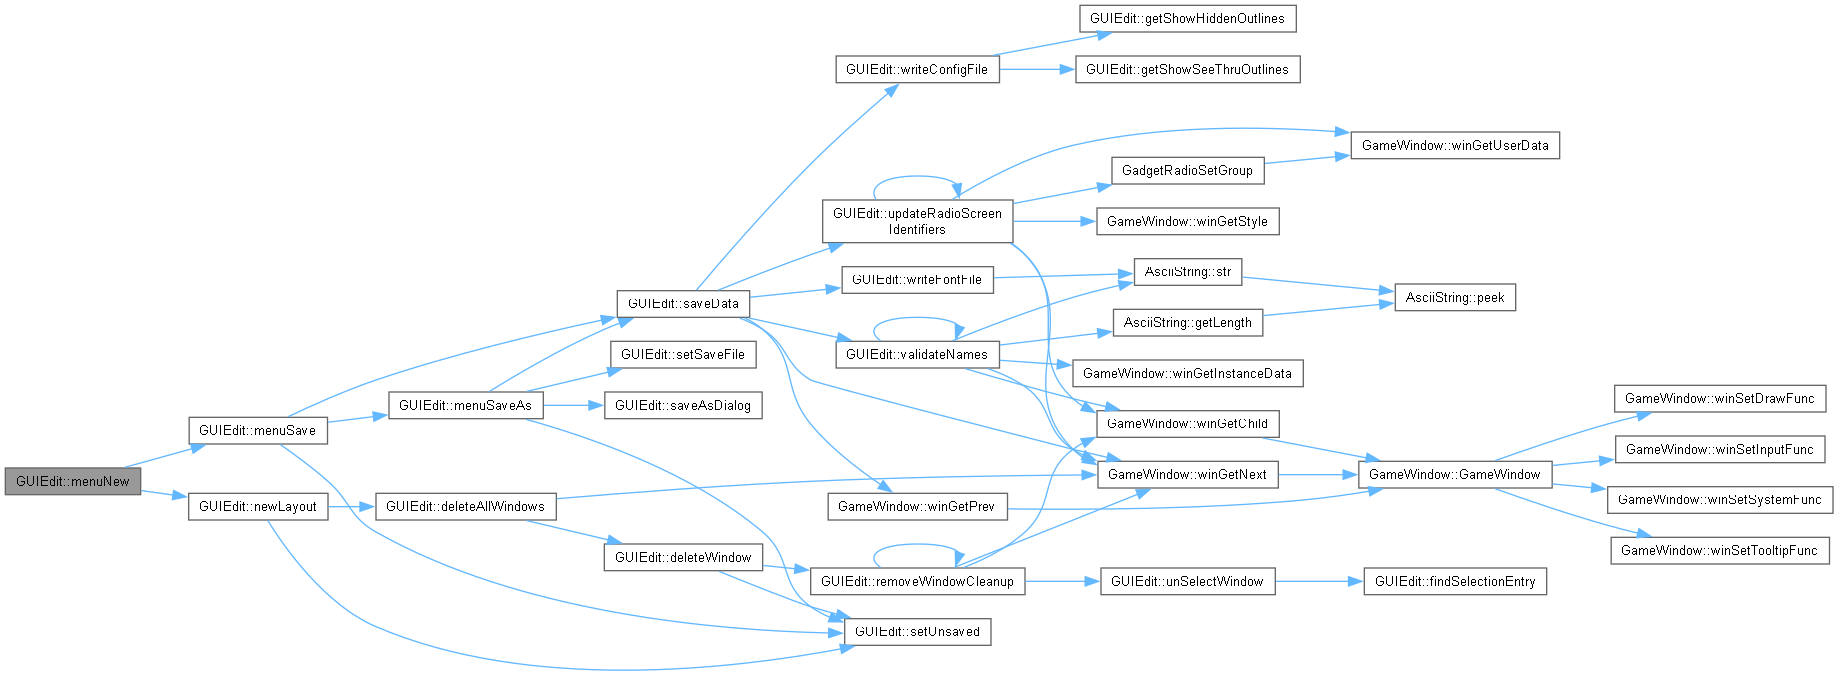 GUIEdit::getShowHiddenOutlines
GUIEdit::writeConfigFile
GUIEdit::getShowSeeThruOutlines
GameWindow::winGetUserData
GadgetRadioSetGroup
GUIEdit::updateRadioScreen
Identifiers
GameWindow::winGetStyle
GUIEdit::writeFontFile
AsciiString::str
GUIEdit::saveData
AsciiString::peek
AsciiString::getLength
GUIEdit::setSaveFile
GUIEdit::validateNames
GameWindow::winGetInstanceData
GUIEdit::menuSaveAs
GUIEdit::saveAsDialog
GameWindow::winSetDrawFunc
GUIEdit::menuSave
GameWindow::winGetChild
GameWindow::winSetInputFunc
GUIEdit::menuNew
GameWindow::winGetNext
GameWindow::GameWindow
GUIEdit::newLayout
GUIEdit::deleteAllWindows
GameWindow::winGetPrev
GameWindow::winSetSystemFunc
GUIEdit::deleteWindow
GameWindow::winSetTooltipFunc
GUIEdit::removeWindowCleanup
GUIEdit::unSelectWindow
GUIEdit::findSelectionEntry
GUIEdit::setUnsaved